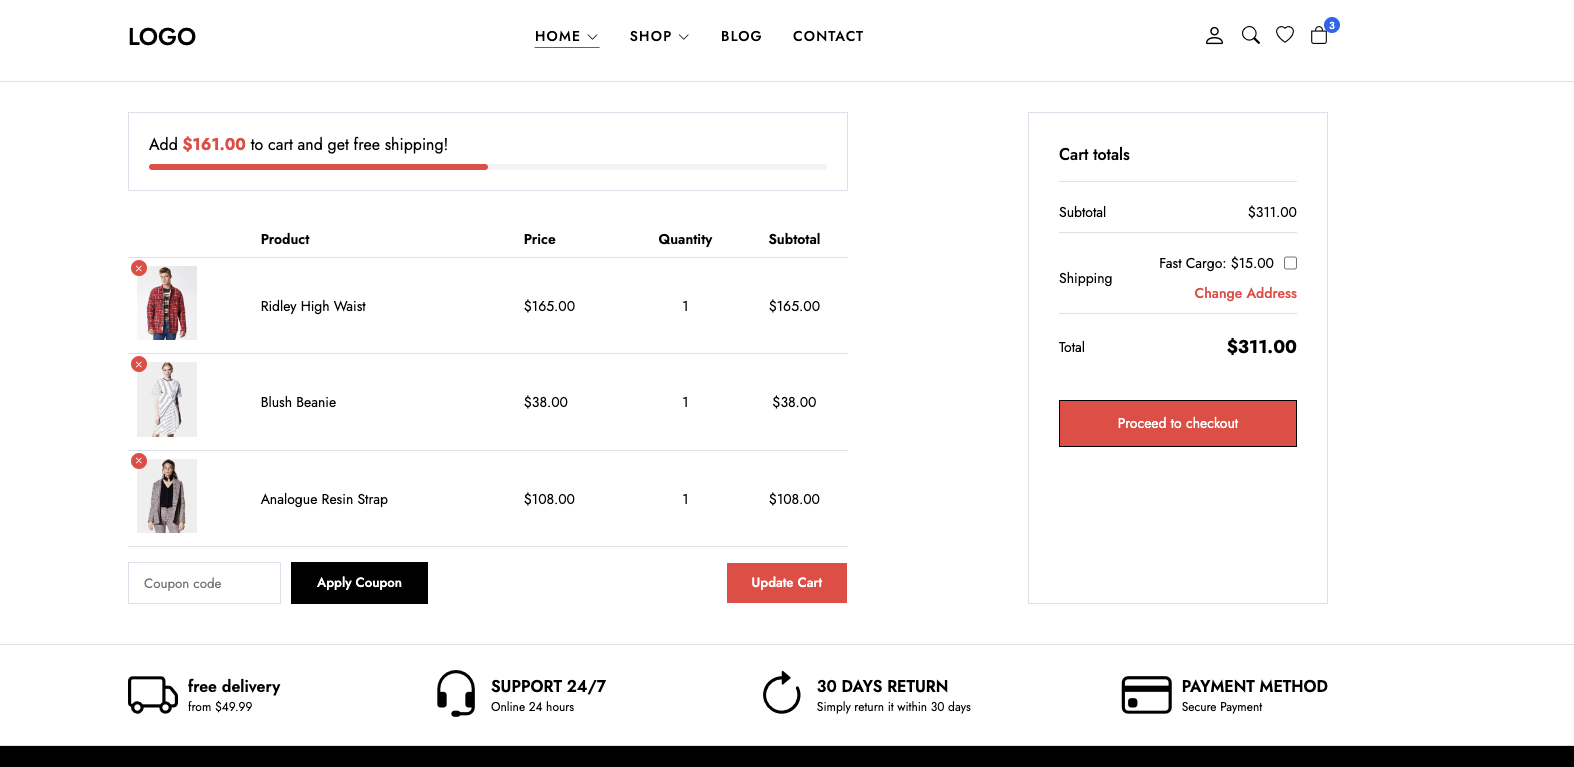 LOGO
HOME
SHOP
BLOG
CONTACT
3
Add $161.00 to cart and get free shipping!
Product Price Quantity Subtotal
Ridley High Waist $165.00 1 $165.00
Blush Beanie $38.00 1 $38.00
Analogue Resin Strap $108.00 1 $108.00
Coupon code
Apply Coupon
Update Cart
Cart totals
Subtotal $311.00
Shipping
Fast Cargo: $15.00
Change Address
Total $311.00
Proceed to checkout
free delivery
from $49.99
SUPPORT 24/7
Online 24 hours
30 DAYS RETURN
Simply return it within 30 days
PAYMENT METHOD
Secure Payment